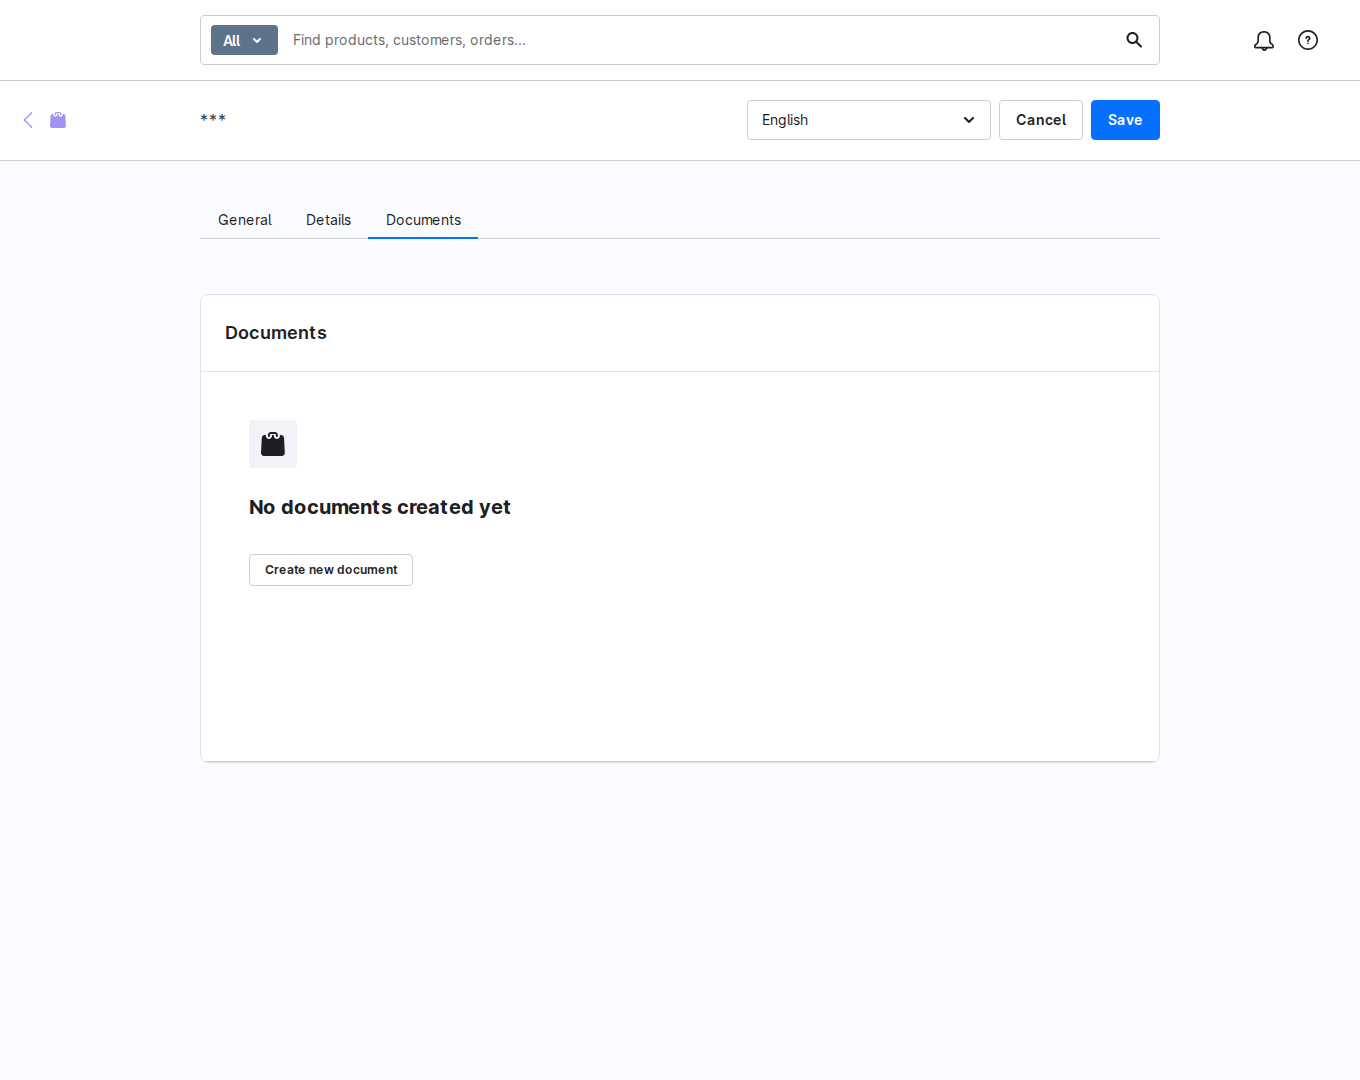 All
Find products, customers, orders...
***
English
Cancel
Save
General
Details
Documents
Documents
No documents created yet
Create new document